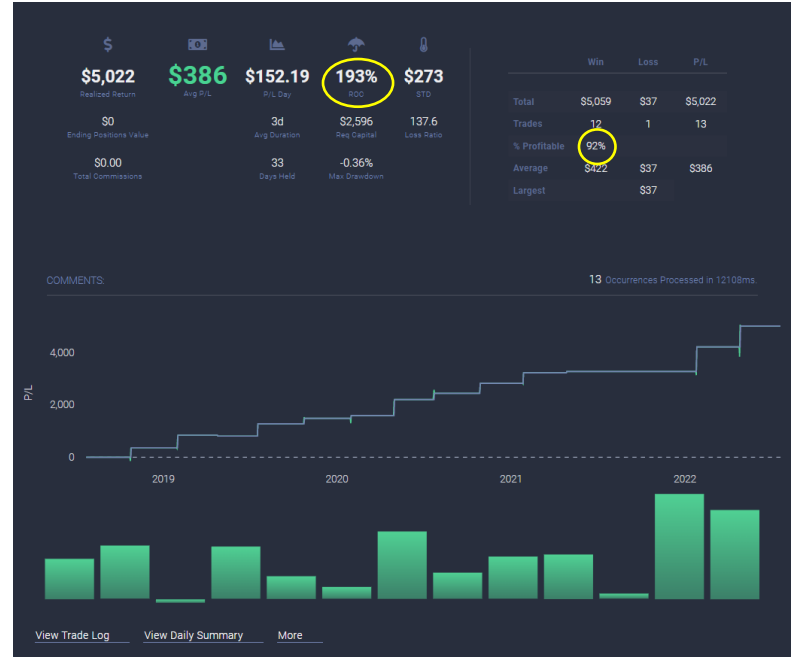 $5,022 $386 $152.19 193% $273
Realized Return Avg P/L P/L Day ROC STD
$0 3d $2,596 137.6
Ending Positions Value Avg Duration Req Capital Loss Ratio
$0.00 33 -0.36%
Total Commissions Days Held Max Drawdown
Win Loss P/L
Total $5,059 $37 $5,022
Trades 12 1 13
% Profitable 92%
Average $422 $37 $386
Largest $37
COMMENTS: 13 Occurrences Processed in 12108ms.
P/L
4,000
2,000
0
2019 2020 2021 2022
View Trade Log View Daily Summary More